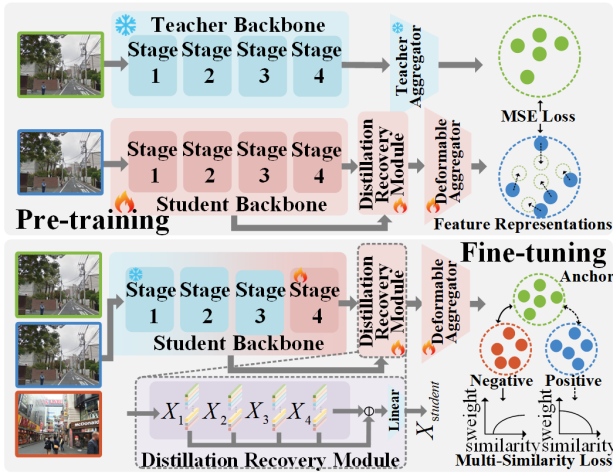 Teacher Backbone
Stage 1
Stage 2
Stage 3
Stage 4
Teacher
Aggregator
MSE Loss
Stage 1
Stage 2
Stage 3
Stage 4
Student Backbone
Distillation
Recovery
Module
Deformable
Aggregator
Pre-training
Feature Representations
Fine-tuning
Anchor
Stage 1
Stage 2
Stage 3
Stage 4
Student Backbone
Distillation
Recovery
Module
Deformable
Aggregator
Negative
Positive
X1
X2
X3
X4
Linear
Xstudent
weight
similarity
weight
similarity
Multi-Similarity Loss
Distillation Recovery Module